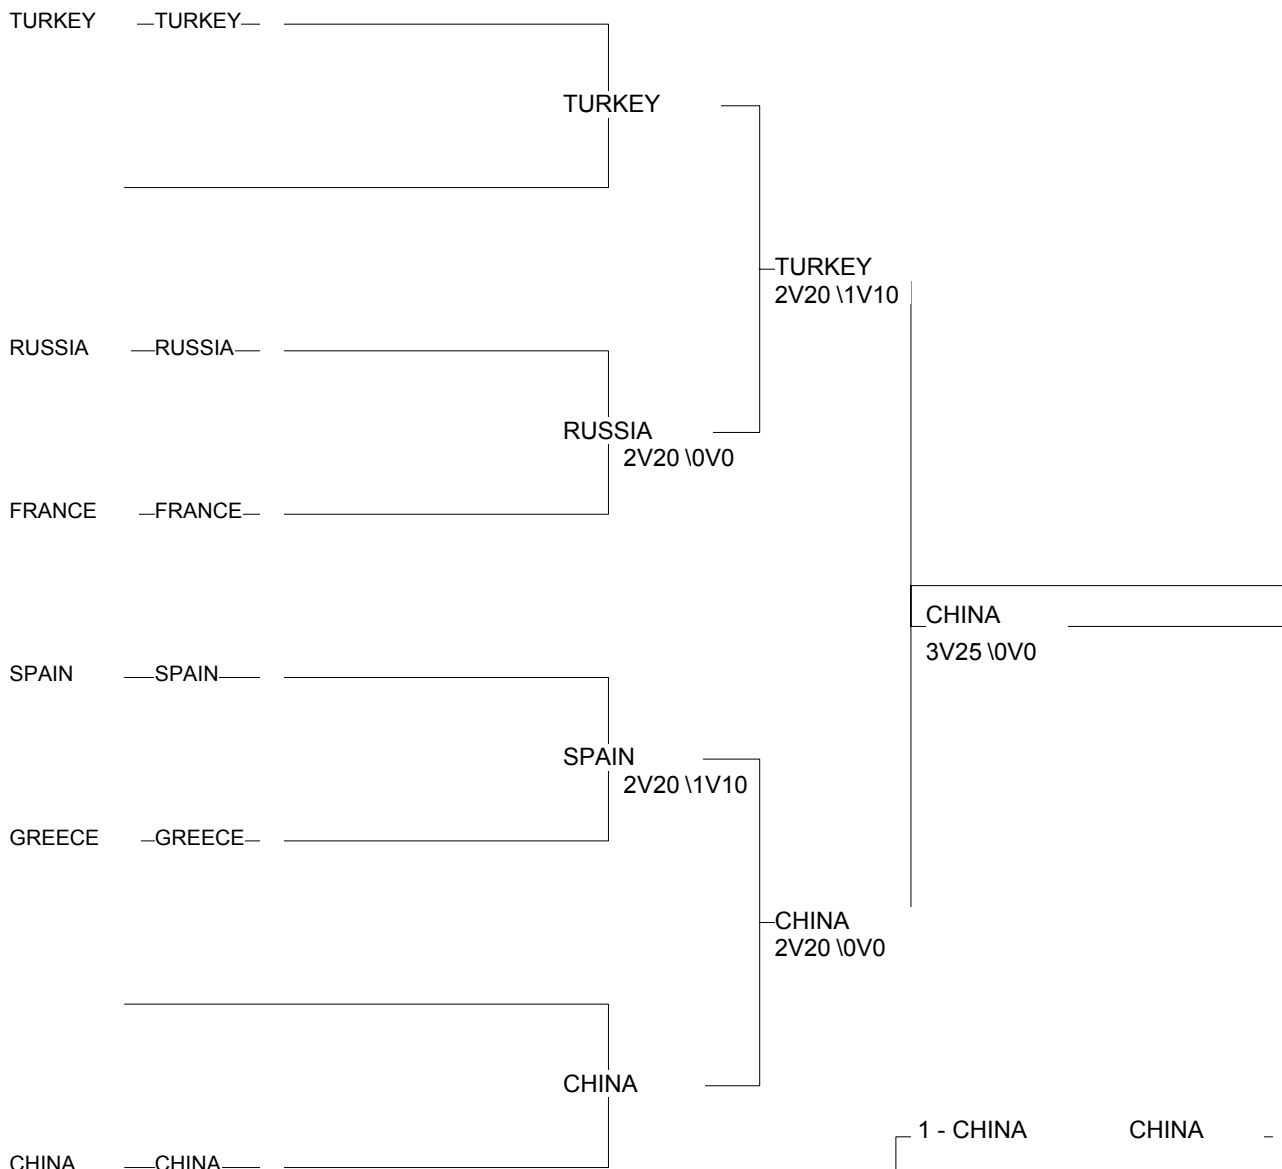 TURKEY TURKEY
TURKEY
TURKEY
2V20 \1V10
RUSSIA RUSSIA
RUSSIA
2V20 \0V0
FRANCE FRANCE
CHINA
3V25 \0V0
SPAIN SPAIN
SPAIN
2V20 \1V10
GREECE GREECE
CHINA
2V20 \0V0
CHINA
1 - CHINA CHINA
CHINA CHINA